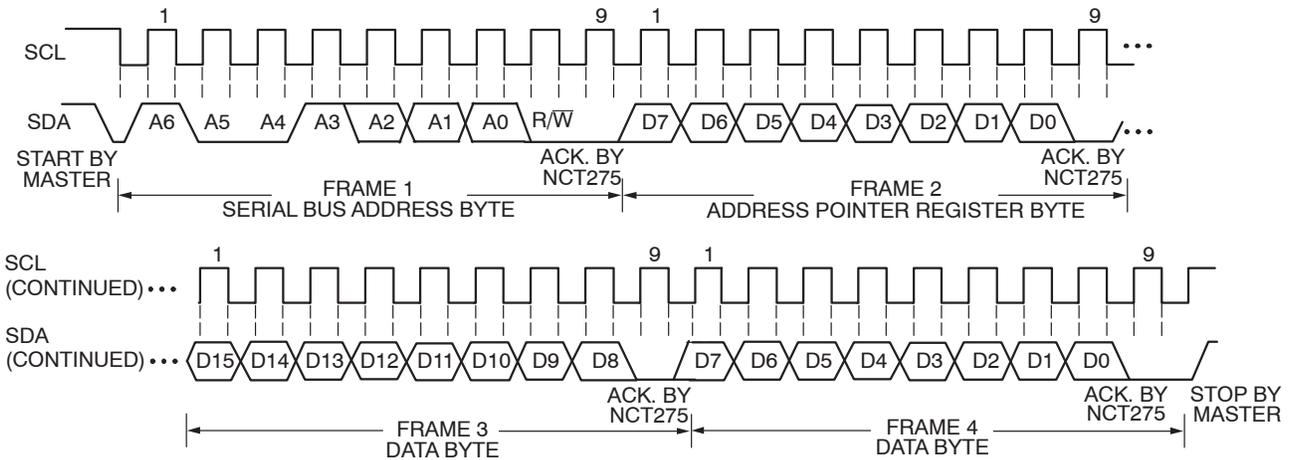 1 9 1 9
SCL
SDA A6 A5 A4 A3 A2 A1 A0 R/W̅ D7 D6 D5 D4 D3 D2 D1 D0
START BY
MASTER
ACK. BY
NCT275
ACK. BY
NCT275
FRAME 1
SERIAL BUS ADDRESS BYTE
FRAME 2
ADDRESS POINTER REGISTER BYTE
1 9 1 9
SCL
(CONTINUED)
SDA
(CONTINUED) D15 D14 D13 D12 D11 D10 D9 D8 D7 D6 D5 D4 D3 D2 D1 D0
ACK. BY
NCT275
ACK. BY
NCT275
STOP BY
MASTER
FRAME 3
DATA BYTE
FRAME 4
DATA BYTE